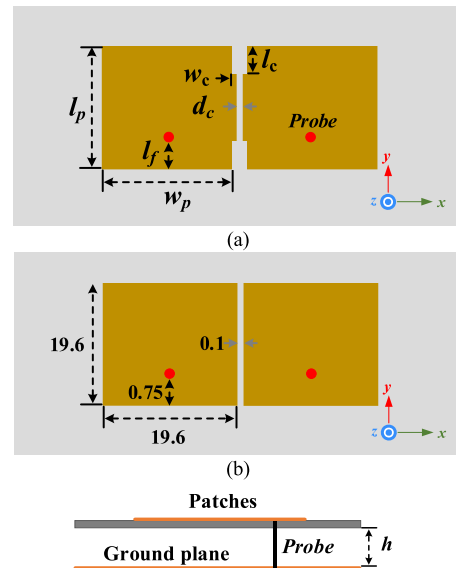 l_c
w_c
l_p
d_c
Probe
l_f
w_p
y
z
x
(a)
19.6
0.1
0.75
19.6
y
z
x
(b)
Patches
Ground plane
Probe
h